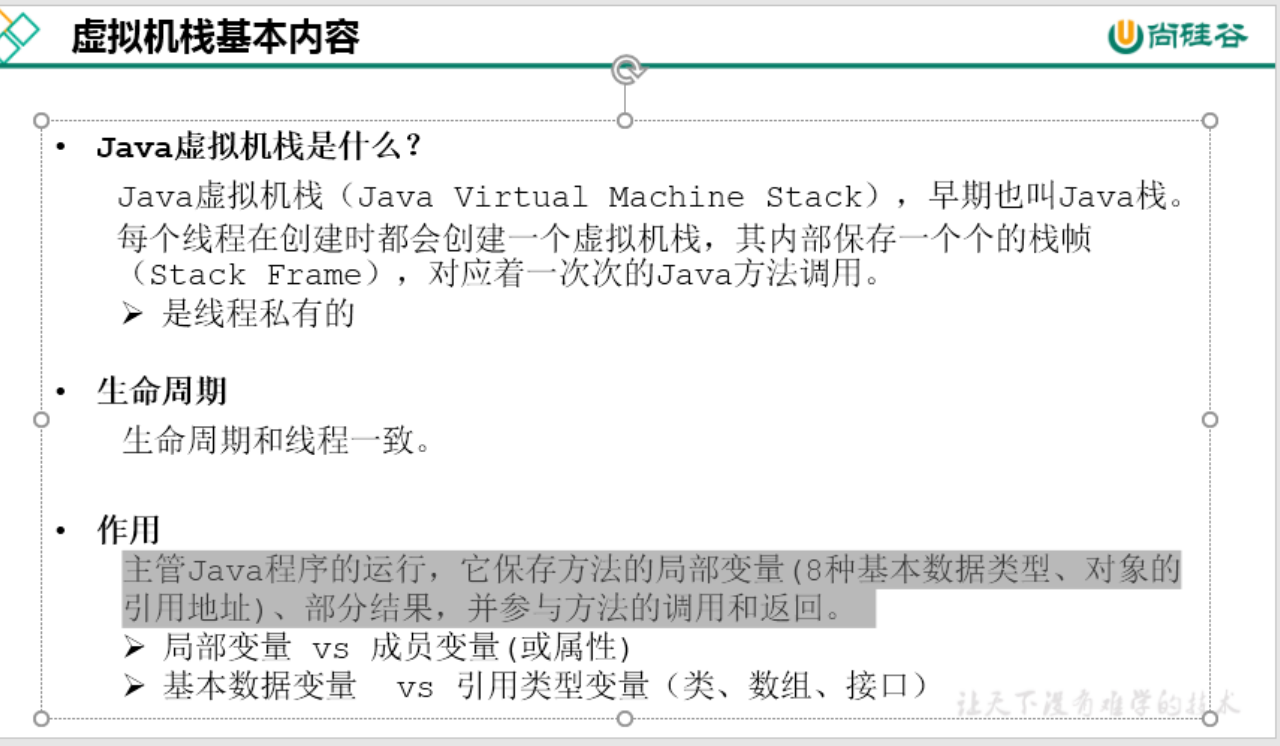 虚拟机栈基本内容
尚硅谷
• Java虚拟机栈是什么？
Java虚拟机栈（Java Virtual Machine Stack），早期也叫Java栈。
每个线程在创建时都会创建一个虚拟机栈，其内部保存一个个的栈帧
（Stack Frame），对应着一次次的Java方法调用。
➢ 是线程私有的
• 生命周期
生命周期和线程一致。
• 作用
主管Java程序的运行，它保存方法的局部变量(8种基本数据类型、对象的
引用地址)、部分结果，并参与方法的调用和返回。
➢ 局部变量 vs 成员变量(或属性)
➢ 基本数据变量 vs 引用类型变量（类、数组、接口）
让天下没有难学的技术